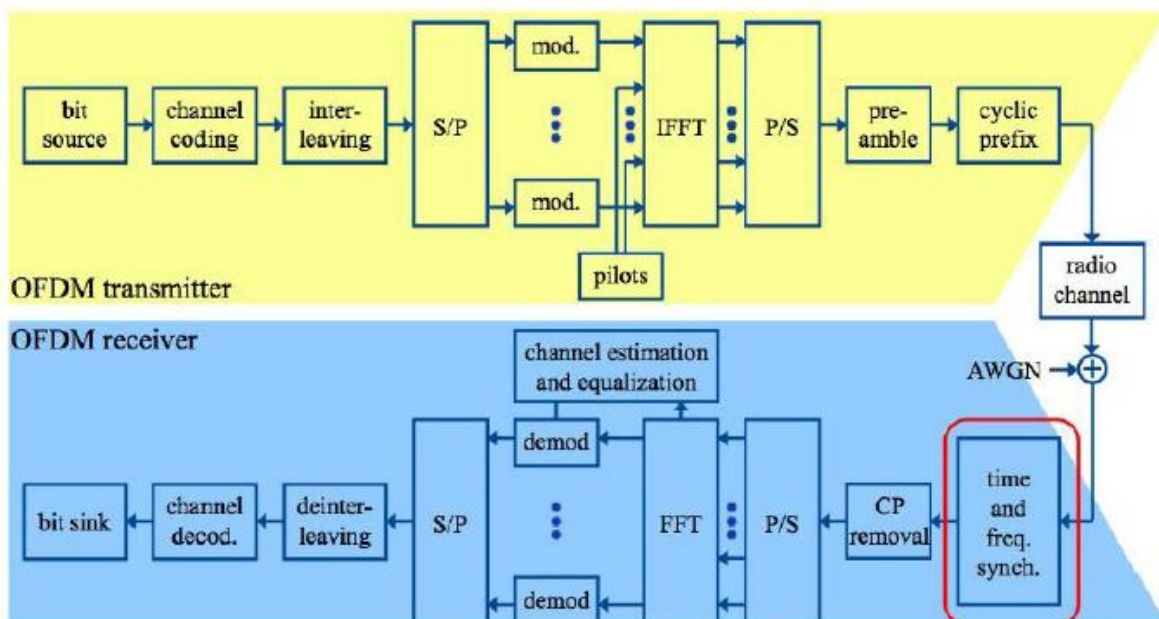 bit
source
channel
coding
inter-
leaving
S/P
mod.
mod.
pilots
IFFT
P/S
pre-
amble
cyclic
prefix
OFDM transmitter
radio
channel
AWGN
OFDM receiver
channel estimation
and equalization
bit sink
channel
decod.
deinter-
leaving
S/P
demod
demod
FFT
P/S
CP
removal
time
and
freq.
synch.